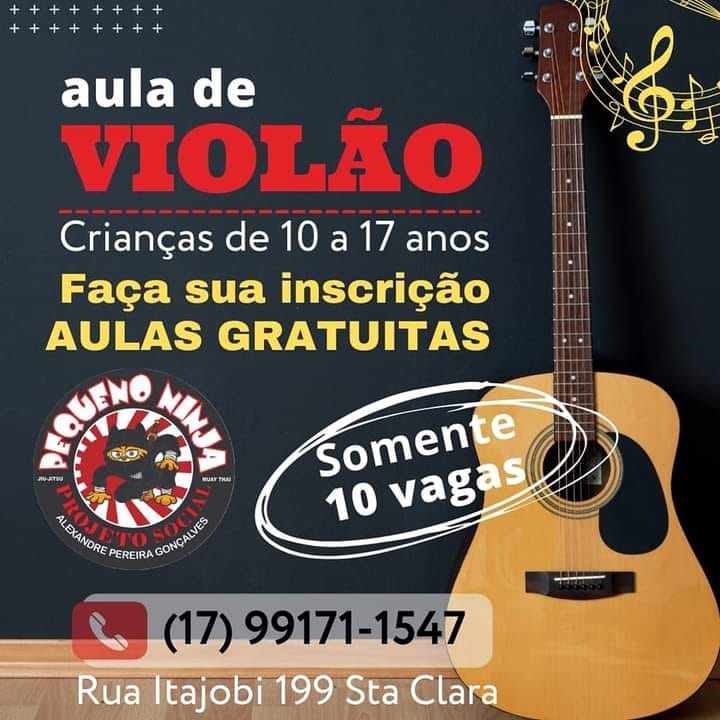 aula de
VIOLÃO
Crianças de 10 a 17 anos
Faça sua inscrição
AULAS GRATUITAS
PEQUENO NINJA
JIU-JITSU
MUAY THAI
PROJETO SOCIAL
ALEXANDRE PEREIRA GONÇALVES
Somente
10 vagas
(17) 99171-1547
Rua Itajobi 199 Sta Clara